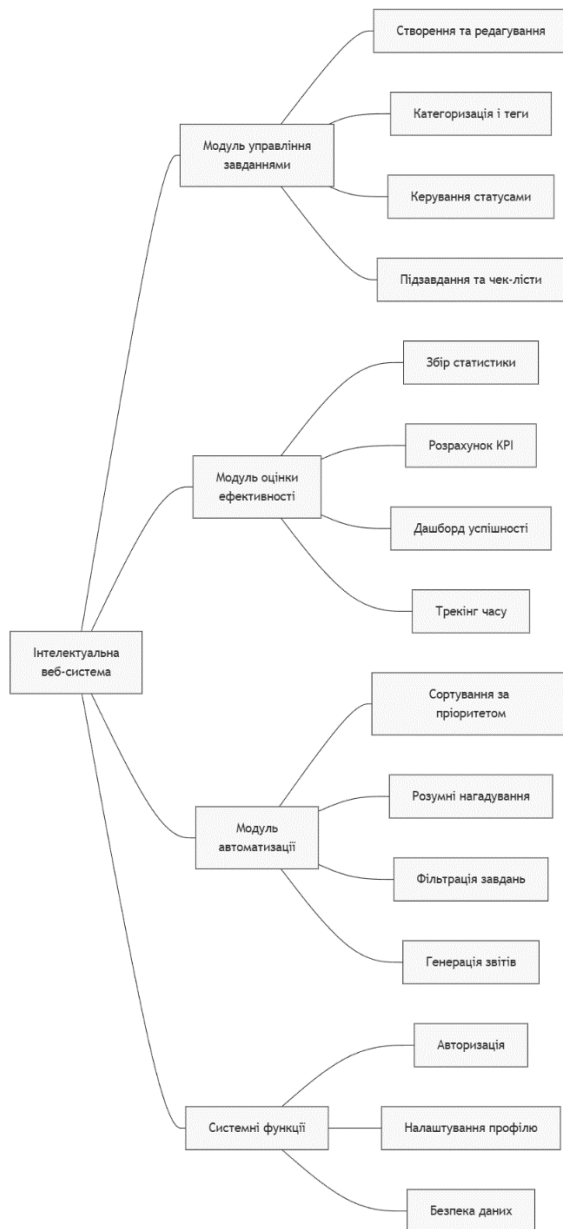 Інтелектуальна
веб-система
Модуль управління
завданнями
Створення та редагування
Категоризація і теги
Керування статусами
Підзавдання та чек-лісти
Модуль оцінки
ефективності
Збір статистики
Розрахунок KPI
Дашборд успішності
Трекінг часу
Модуль
автоматизації
Сортування за
пріоритетом
Розумні нагадування
Фільтрація завдань
Генерація звітів
Системні функції
Авторизація
Налаштування профілю
Безпека даних